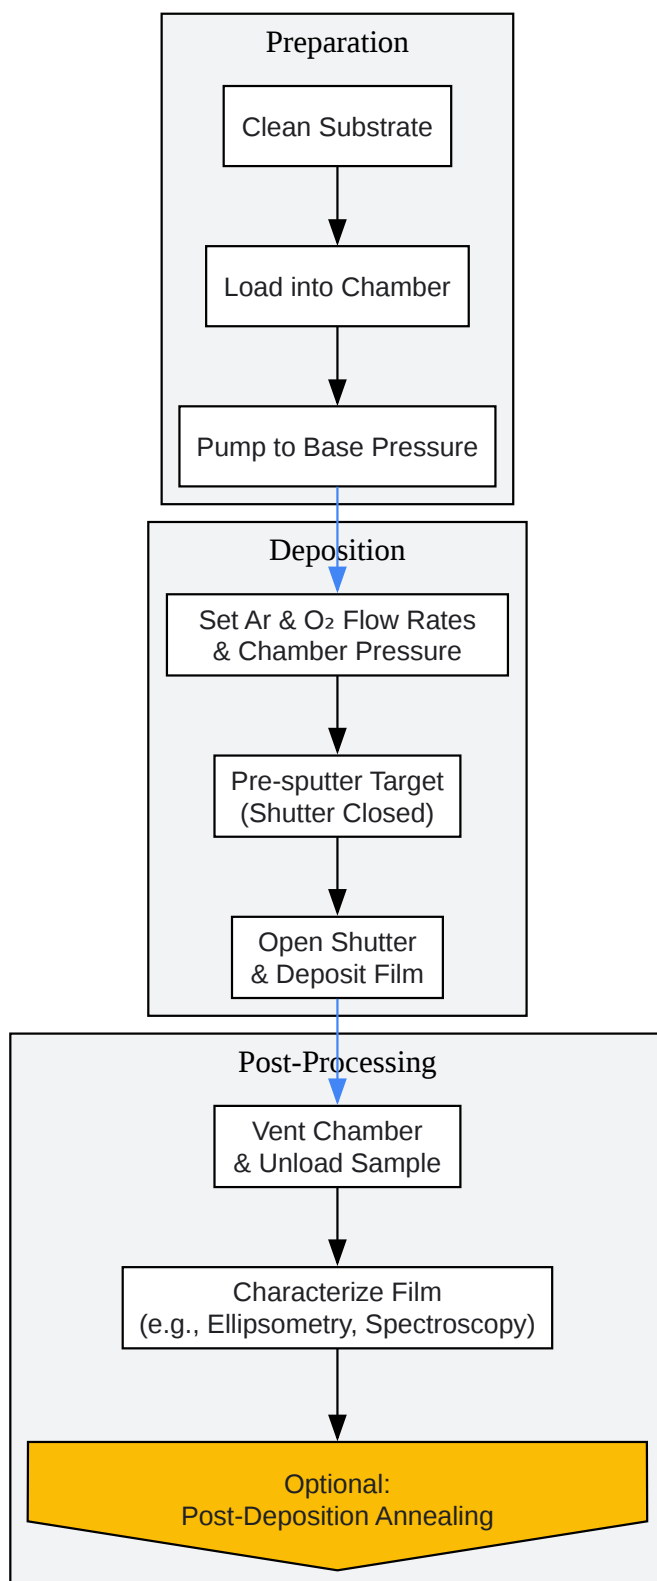 Preparation
Clean Substrate
Load into Chamber
Pump to Base Pressure
Deposition
Set Ar & O₂ Flow Rates
& Chamber Pressure
Pre-sputter Target
(Shutter Closed)
Open Shutter
& Deposit Film
Post-Processing
Vent Chamber
& Unload Sample
Characterize Film
(e.g., Ellipsometry, Spectroscopy)
Optional:
Post-Deposition Annealing